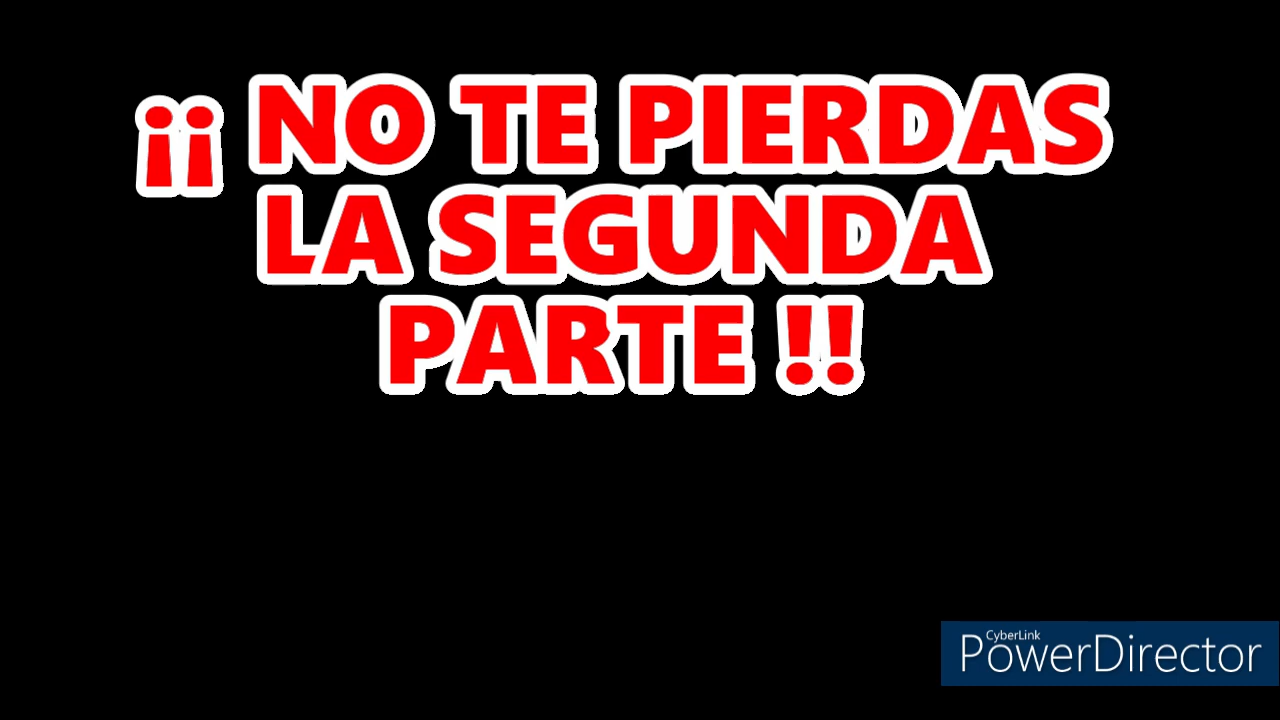 ¡¡ NO TE PIERDAS
LA SEGUNDA
PARTE !!
CyberLink
PowerDirector